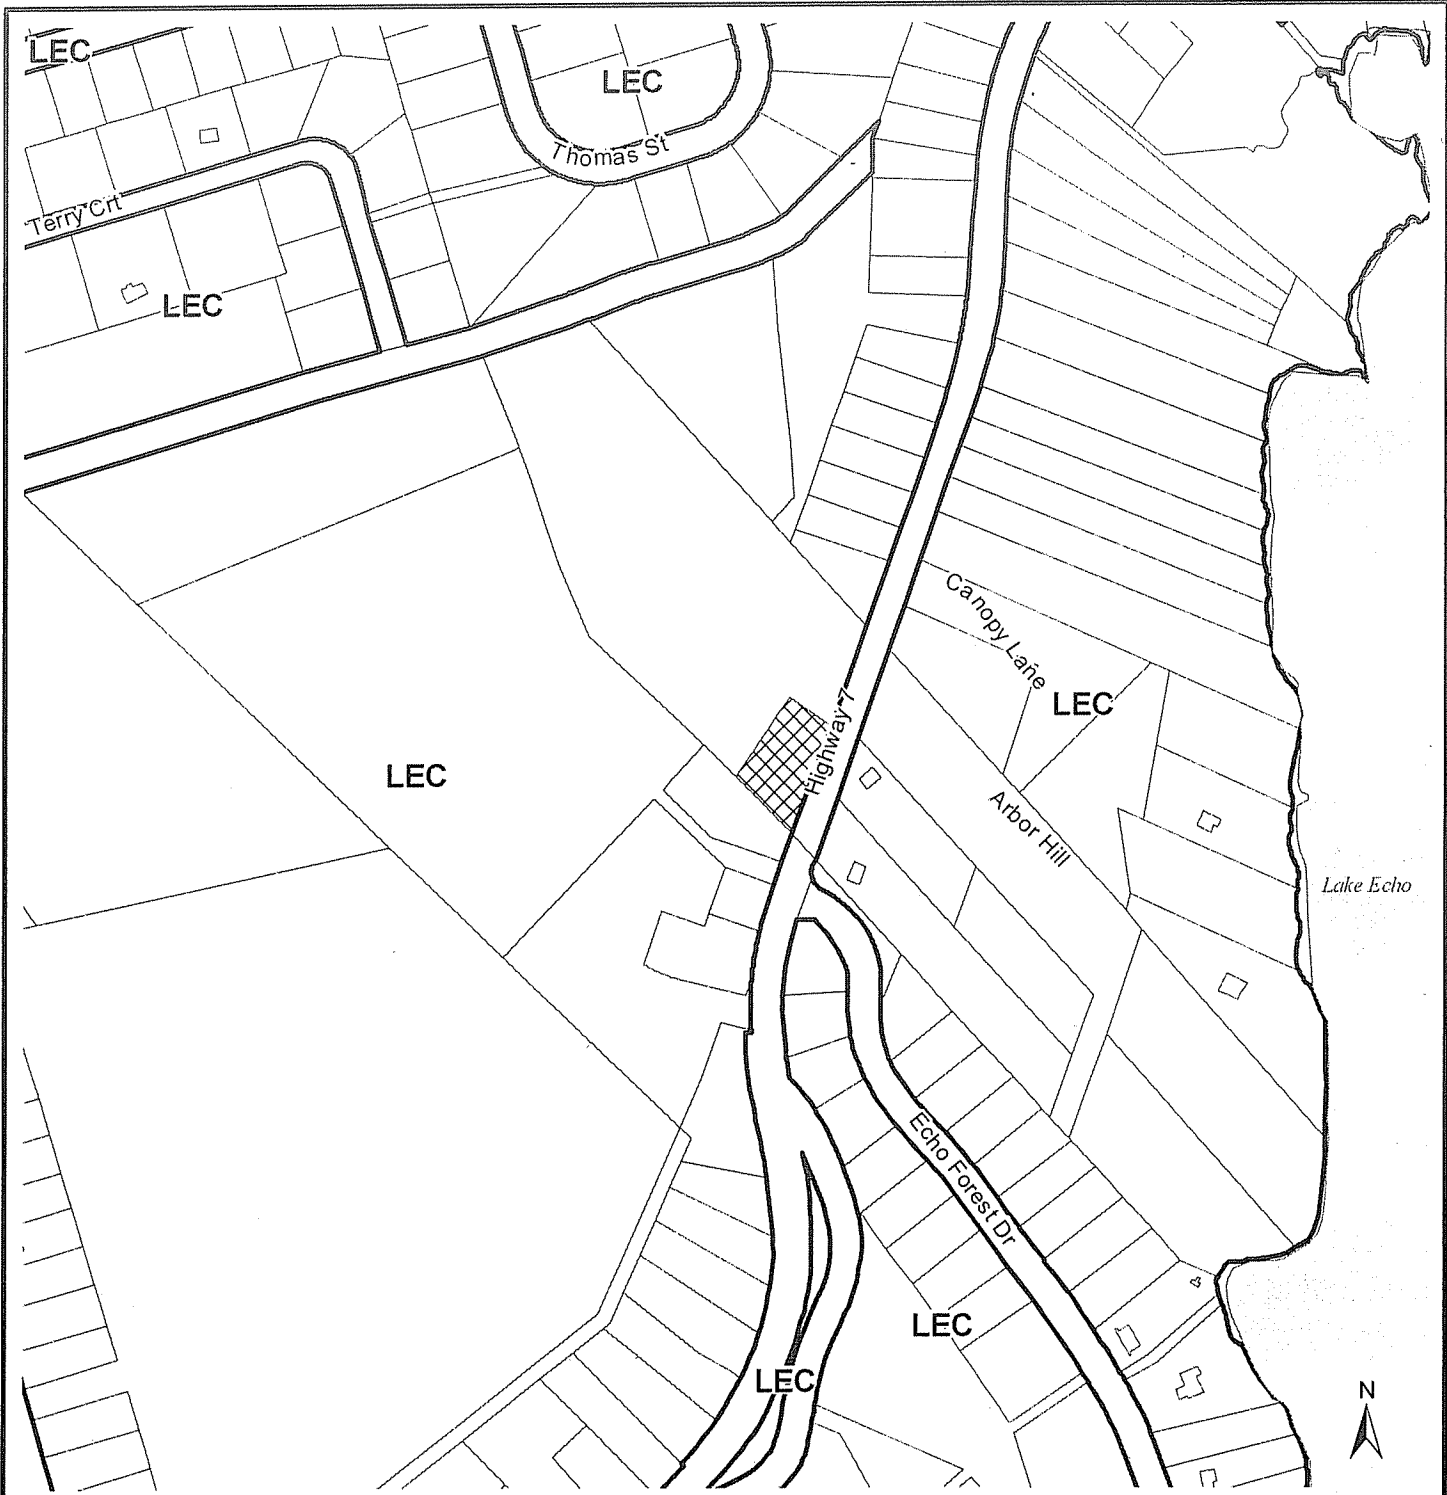 LEC
LEC
Thomas St
Terry Crt
LEC
Canopy Lane
LEC
Highway 7
LEC
Arbor Hill
Lake Echo
Echo Forest Dr
LEC
LEC
N